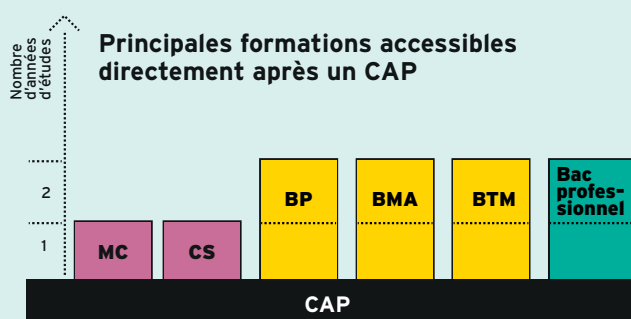 Nombre
d'années
d'études
Principales formations accessibles
directement après un CAP
2
1
MC
CS
BP
BMA
BTM
Bac
profes-
sionnel
CAP